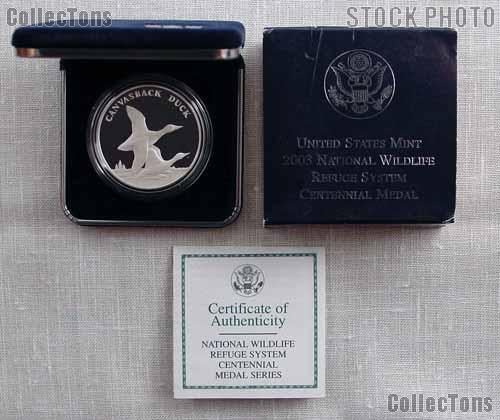 CollecTons
STOCK PHOTO
CANVASBACK DUCK
UNITED STATES MINT
2003 NATIONAL WILDLIFE
REFUGE SYSTEM
CENTENNIAL MEDAL
Certificate of
Authenticity
NATIONAL WILDLIFE
REFUGE SYSTEM
CENTENNIAL
MEDAL SERIES
CollecTons